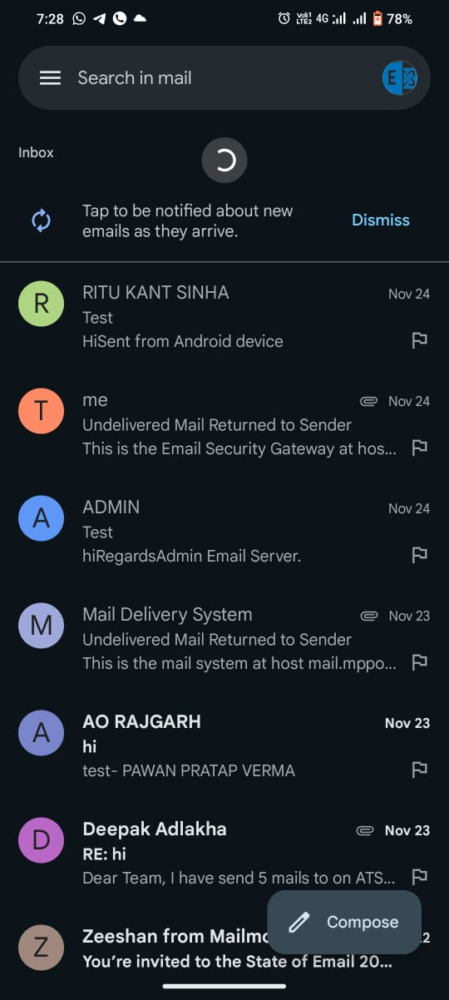 7:28
Vo1) LTE2 4G 78%
Search in mail
E
Inbox
Tap to be notified about new
emails as they arrive.
Dismiss
R
RITU KANT SINHA
Nov 24
Test
HiSent from Android device
T
me
Nov 24
Undelivered Mail Returned to Sender
This is the Email Security Gateway at hos...
A
ADMIN
Nov 24
Test
hiRegardsAdmin Email Server.
M
Mail Delivery System
Nov 23
Undelivered Mail Returned to Sender
This is the mail system at host mail.mppo...
A
AO RAJGARH
Nov 23
hi
test- PAWAN PRATAP VERMA
D
Deepak Adlakha
Nov 23
RE: hi
Dear Team, I have send 5 mails to on ATS...
Compose
Z
Zeeshan from Mailmo
2
You’re invited to the State of Email 20...